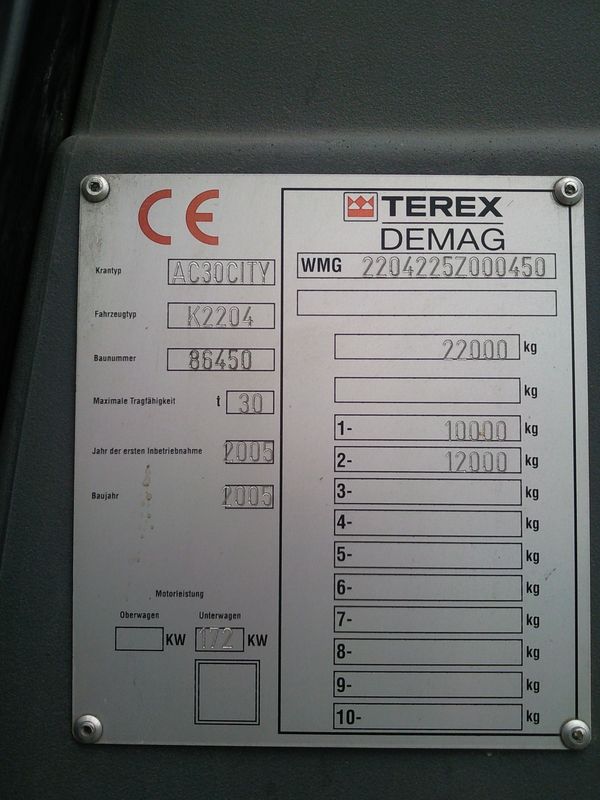 CE
Krantyp AC30CITY
Fahrzeugtyp K2204
Baunummer 86450
Maximale Tragfähigkeit t 30
Jahr der ersten Inbetriebnahme 2005
Baujahr 2005
Motorleistung
Oberwagen Unterwagen
KW 172 KW
TEREX
DEMAG
WMG 2204225Z000450
22000 kg
kg
1- 10000 kg
2- 12000 kg
3- kg
4- kg
5- kg
6- kg
7- kg
8- kg
9- kg
10- kg